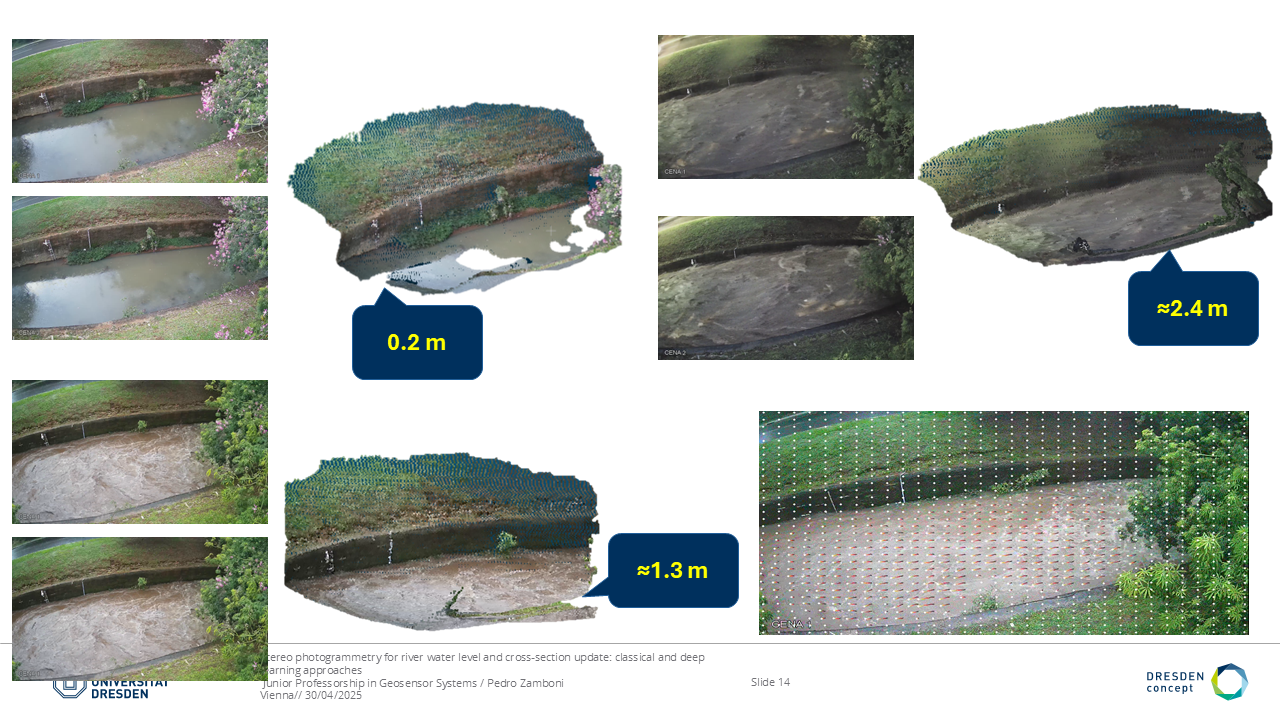 0.2 m
CENA 1
CENA 2
≈2.4 m
≈1.3 m
CENA
tereo photogrammetry for river water level and cross-section update: classical and deep
arning approaches
Junior Professorship in Geosensor Systems / Pedro Zamboni
Vienna// 30/04/2025
Slide 14
UNIVERSITÄT
DRESDEN
DRESDEN
concept